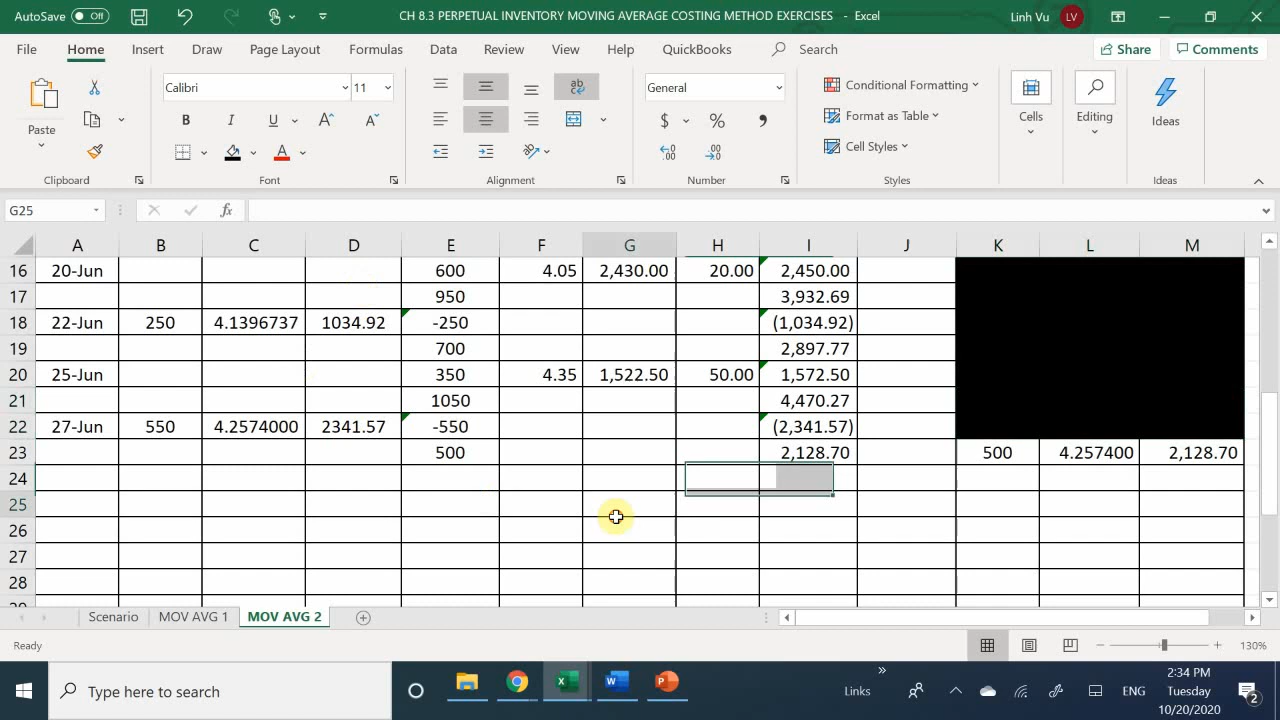 AutoSave Off CH 8.3 PERPETUAL INVENTORY MOVING AVERAGE COSTING METHOD EXERCISES - Excel Linh Vu LV
File Home Insert Draw Page Layout Formulas Data Review View Help QuickBooks Search Share Comments
Paste Calibri 11 B I U A A A ab General $ % , .00 .00 Conditional Formatting Format as Table Cell Styles Cells Editing Ideas
Clipboard Font Alignment Number Styles Ideas
G25 fx
A B C D E F G H I J K L M
16 20-Jun 600 4.05 2,430.00 20.00 2,450.00
17 950 3,932.69
18 22-Jun 250 4.1396737 1034.92 -250 (1,034.92)
19 700 2,897.77
20 25-Jun 350 4.35 1,522.50 50.00 1,572.50
21 1050 4,470.27
22 27-Jun 550 4.2574000 2341.57 -550 (2,341.57)
23 500 2,128.70 500 4.257400 2,128.70
24
25
26
27
28
Scenario MOV AVG 1 MOV AVG 2
Ready 130%
Type here to search Links ENG 2:34 PM
Tuesday
10/20/2020 2